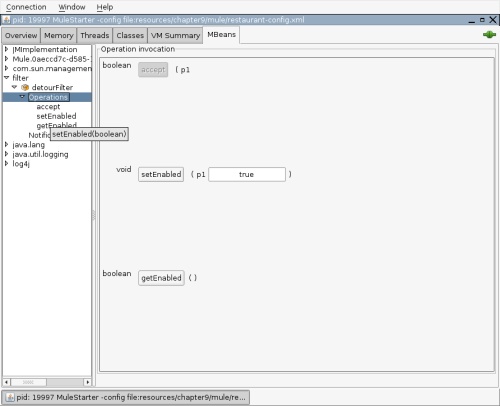 pid: 19997 MuleStarter -config file:resources/chapter9/mule/restaurant-config.xml
Connection Window Help
Overview Memory Threads Classes VM Summary MBeans
JMImplementation
Mule.0aeccd7c-d585-
com.sun.managemen
filter
detourFilter
Operations
accept
setEnabled
getEnabled
setEnabled(boolean)
Notific
java.lang
java.util.logging
log4j
Operation invocation
boolean accept ( p1
void setEnabled ( p1 true )
boolean getEnabled ( )
pid: 19997 MuleStarter -config file:resources/chapter9/mule/re...